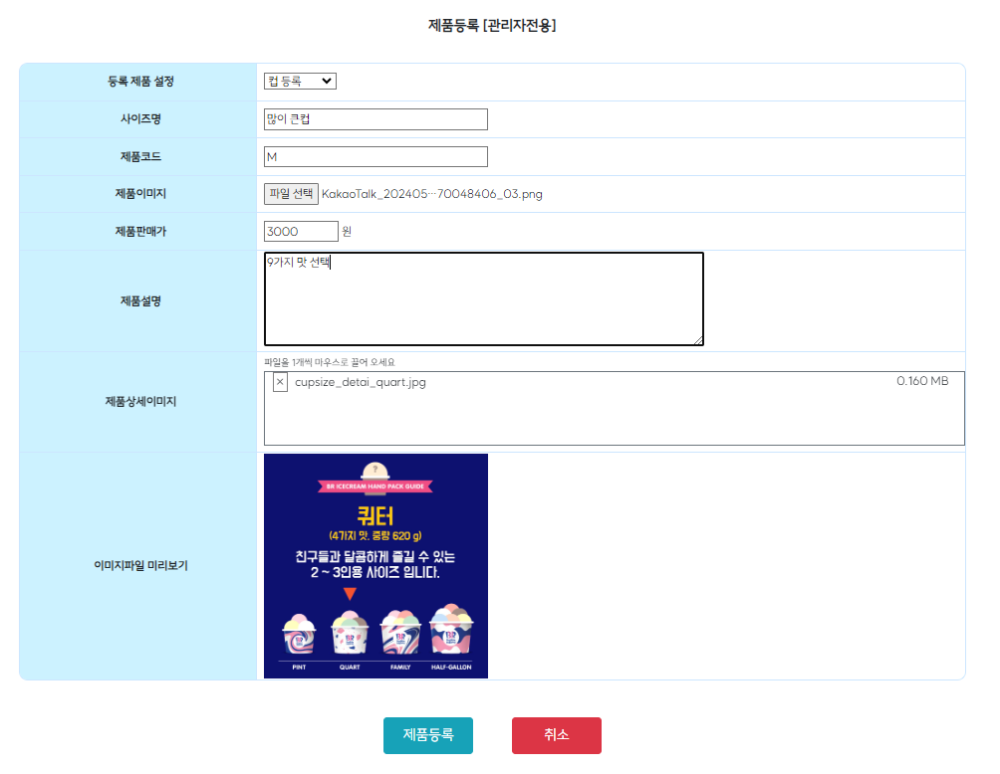 제품등록 [관리자전용]
등록 제품 설정 컵 등록
사이즈명 많이 큰컵
제품코드 M
제품이미지 파일 선택 KakaoTalk_202405···70048406_03.png
제품판매가 3000 원
제품설명 9가지 맛 선택
파일을 1개씩 마우스로 끌어 오세요
제품상세이미지 × cupsize_detai_quart.jpg 0.160 MB
이미지파일 미리보기
?
BR ICECREAM HAND PACK GUIDE
쿼터
(4가지 맛, 중량 620 g)
친구들과 달콤하게 즐길 수 있는
2 ~ 3인용 사이즈 입니다.
PINT QUART FAMILY HALF-GALLON
제품등록 취소